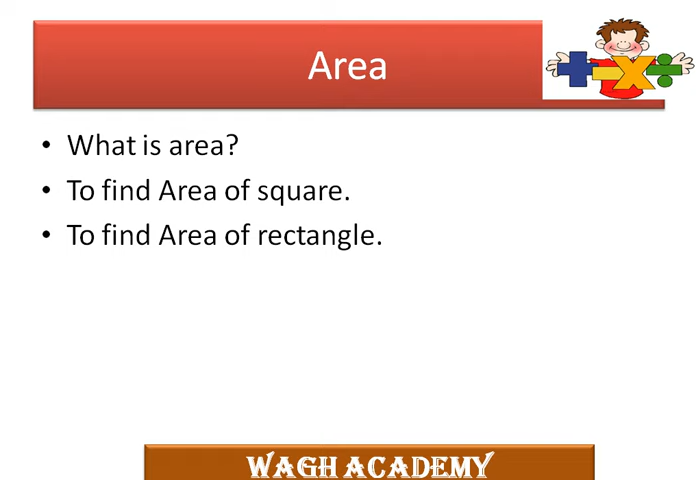 Area
• What is area?
• To find Area of square.
• To find Area of rectangle.
WAGH ACADEMY